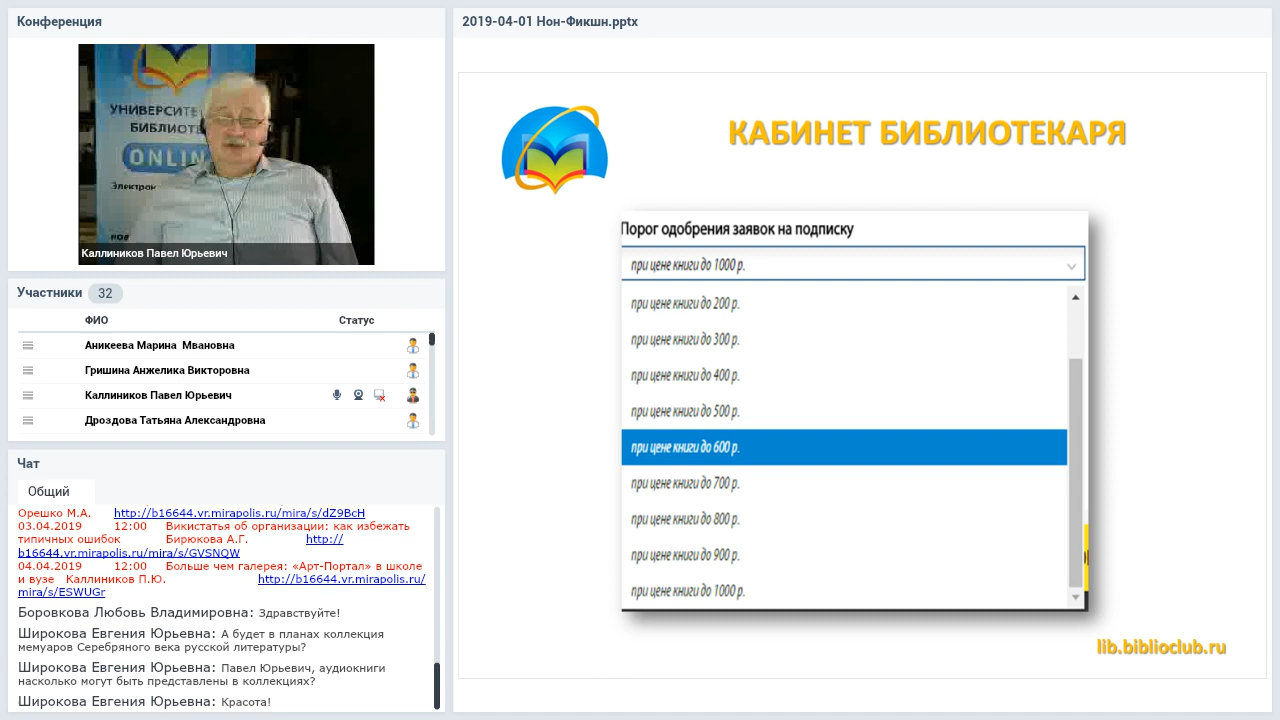 Конференция
УНИВЕРСИТЕ
БИБЛИОТ
ONLIN
Электрон
Каллиников Павел Юрьевич
Участники 32
ФИО Статус
Аникеева Марина Мвановна
Гришина Анжелика Викторовна
Каллиников Павел Юрьевич
Дроздова Татьяна Александровна
Чат
Общий
Орешко М.А. http://b16644.vr.mirapolis.ru/mira/s/dZ9BcH
03.04.2019 12:00 Викистатья об организации: как избежать
типичных ошибок Бирюкова А.Г. http://
b16644.vr.mirapolis.ru/mira/s/GVSNQW
04.04.2019 12:00 Больше чем галерея: «Арт-Портал» в школе
и вузе Каллиников П.Ю. http://b16644.vr.mirapolis.ru/
mira/s/ESWUGr
Боровкова Любовь Владимировна: Здравствуйте!
Широкова Евгения Юрьевна: А будет в планах коллекция
мемуаров Серебряного века русской литературы?
Широкова Евгения Юрьевна: Павел Юрьевич, аудиокниги
насколько могут быть представлены в коллекциях?
Широкова Евгения Юрьевна: Красота!
2019-04-01 Нон-Фикшн.pptx
КАБИНЕТ БИБЛИОТЕКАРЯ
Порог одобрения заявок на подписку
при цене книги до 1000 р.
при цене книги до 200 р.
при цене книги до 300 р.
при цене книги до 400 р.
при цене книги до 500 р.
при цене книги до 600 р.
при цене книги до 700 р.
при цене книги до 800 р.
при цене книги до 900 р.
при цене книги до 1000 р.
lib.biblioclub.ru